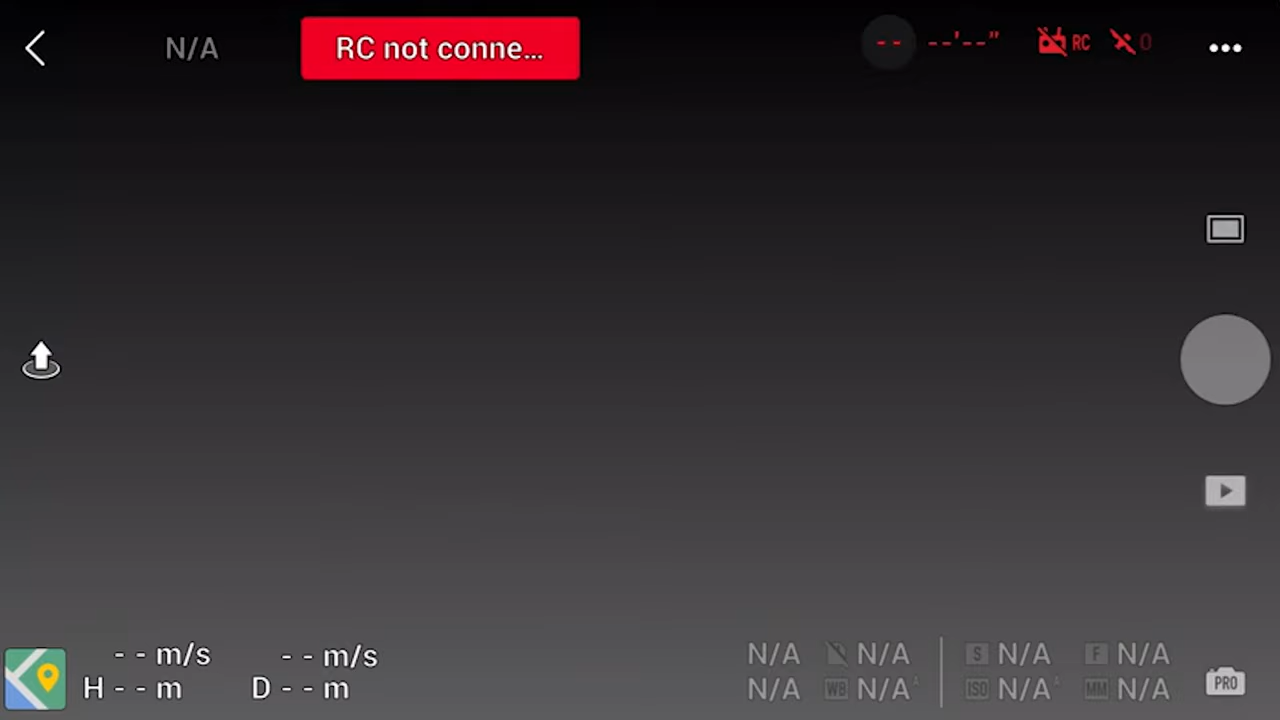 N/A
RC not conne...
--
--'--"
RC
0
- - m/s
- - m/s
H - - m
D - - m
N/A
N/A
S N/A
F N/A
N/A
WB N/A A
ISO N/A A
MM N/A
PRO